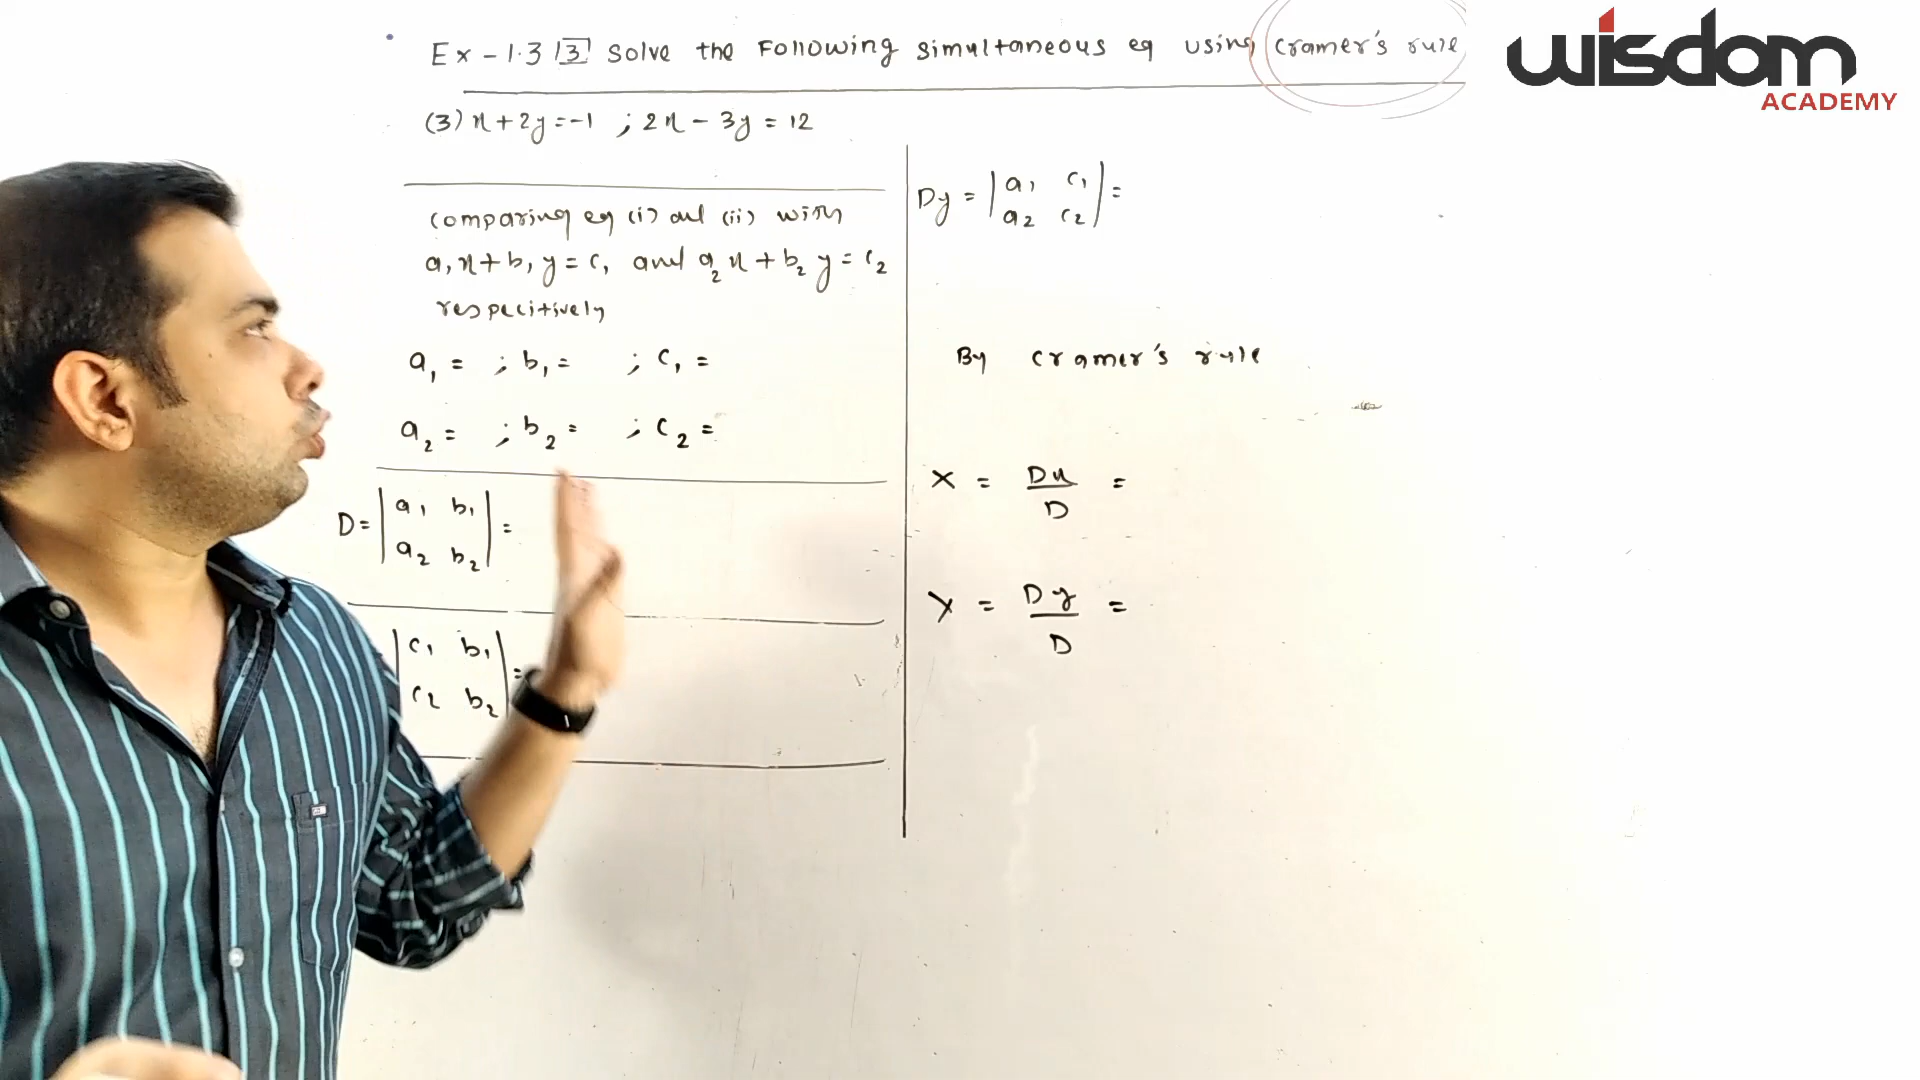 Ex - 1.3 [3] Solve the Following simultaneous eq using Cramer's rule
wisdom
ACADEMY
(3) x + 2y = -1 ; 2x - 3y = 12
comparing eq (i) and (ii) with
a₁x + b₁y = c₁ and a₂x + b₂y = c₂
respecitively
a₁ = ; b₁ = ; c₁ =
a₂ = ; b₂ = ; c₂ =
D = | a₁ b₁ | =
a₂ b₂
| c₁ b₁ | =
c₂ b₂
Dy = | a₁ c₁ | =
a₂ c₂
By cramer's rule
x = Dx/D =
y = Dy/D =